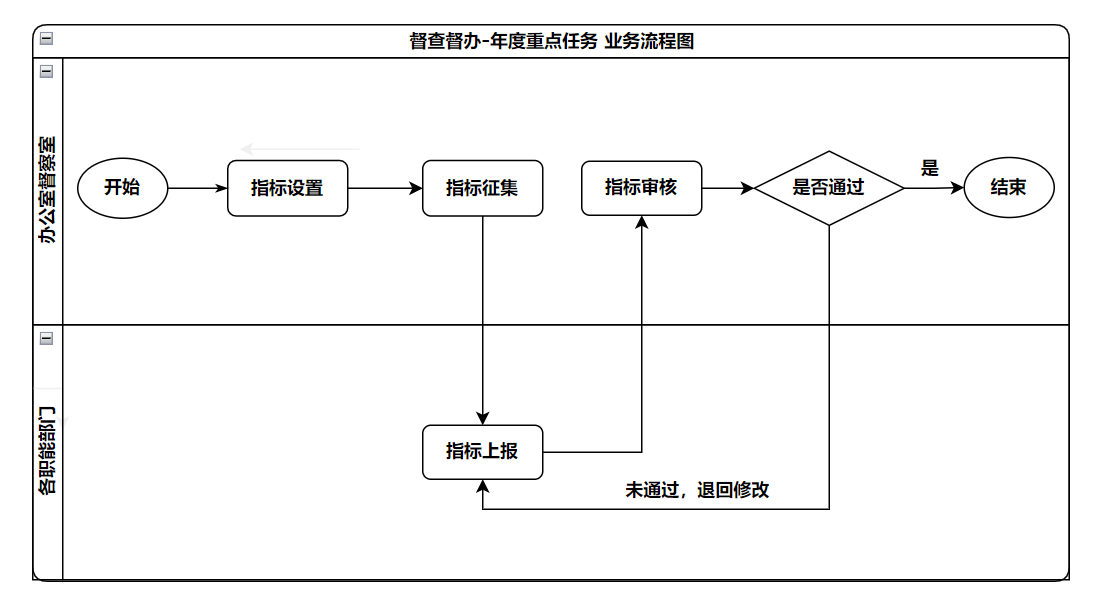 督查督办-年度重点任务 业务流程图
办公室督察室
开始
指标设置
指标征集
指标审核
是否通过
是
结束
各职能部门
指标上报
未通过，退回修改